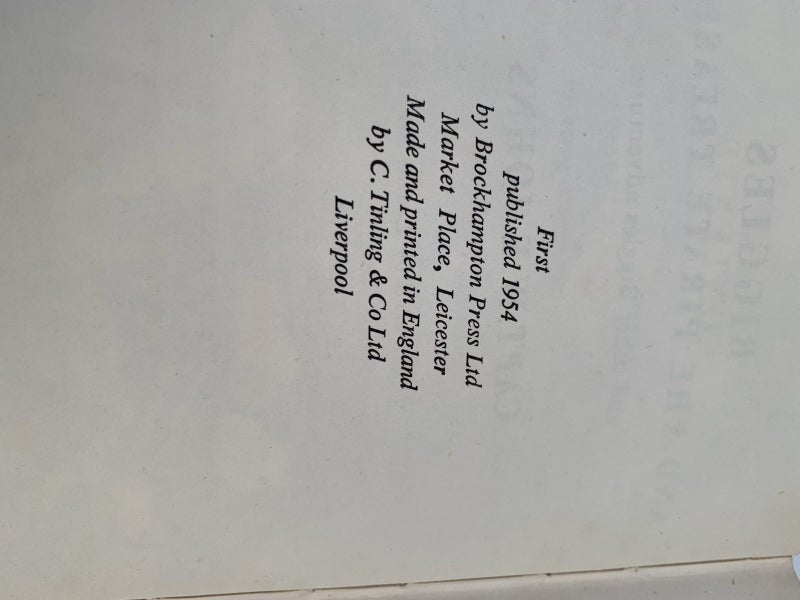 First
published 1954
by Brockhampton Press Ltd
Market Place, Leicester
Made and printed in England
by C. Tinling & Co Ltd
Liverpool